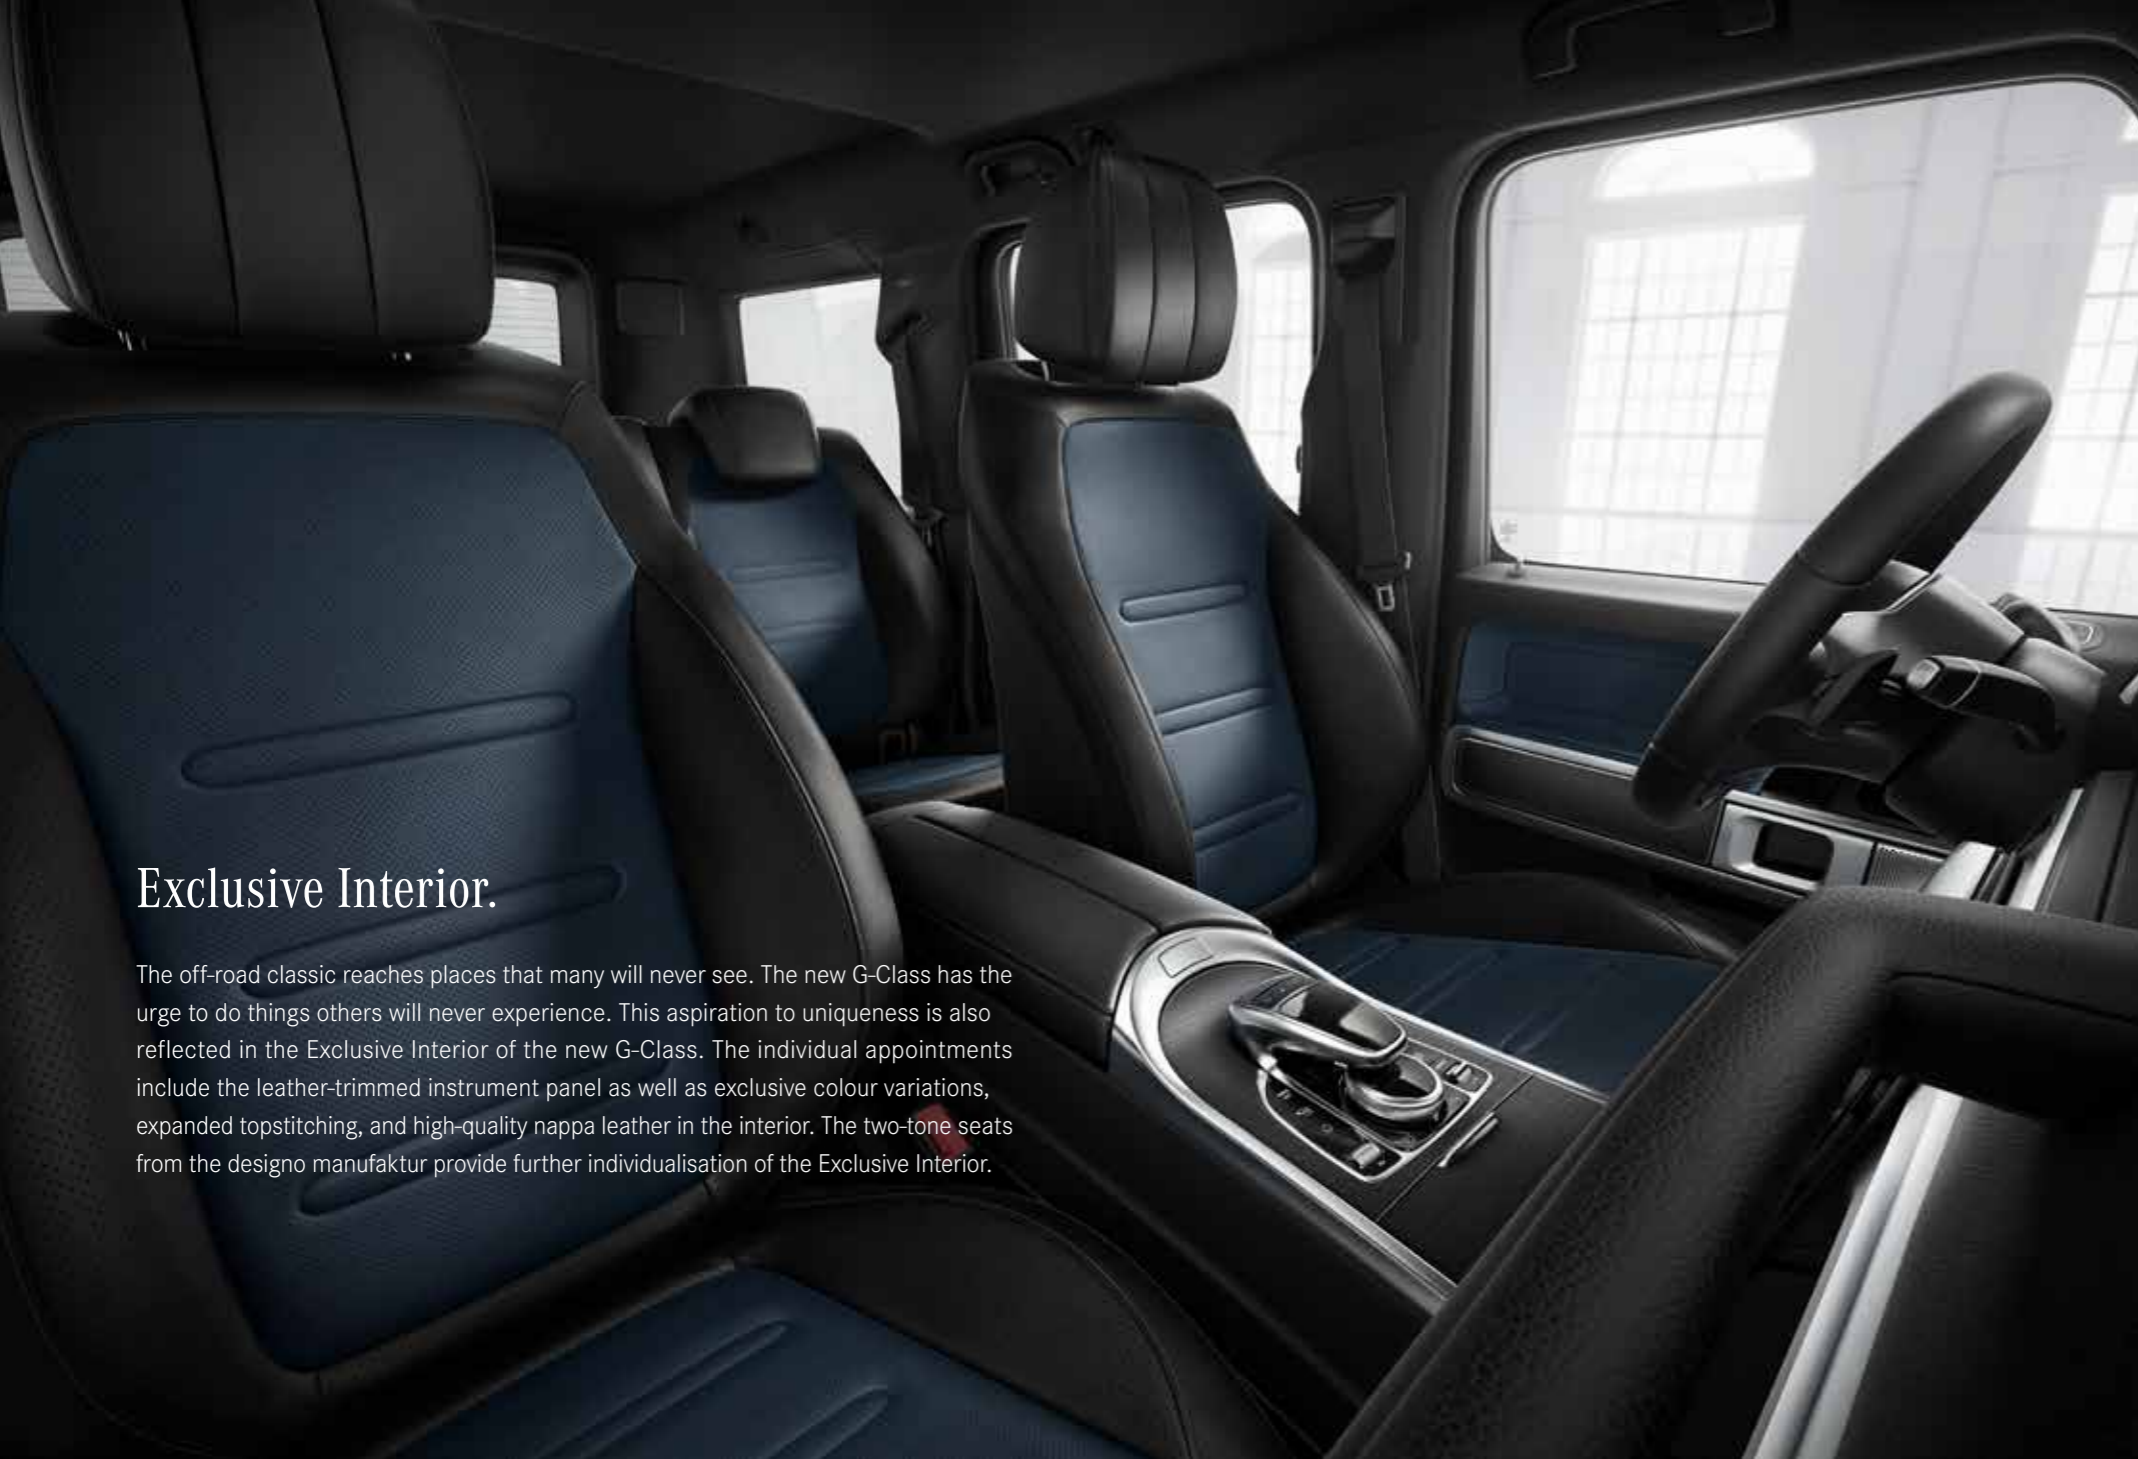 Exclusive Interior.
The off-road classic reaches places that many will never see. The new G-Class has the
urge to do things others will never experience. This aspiration to uniqueness is also
reflected in the Exclusive Interior of the new G-Class. The individual appointments
include the leather-trimmed instrument panel as well as exclusive colour variations,
expanded topstitching, and high-quality nappa leather in the interior. The two-tone seats
from the designo manufaktur provide further individualisation of the Exclusive Interior.